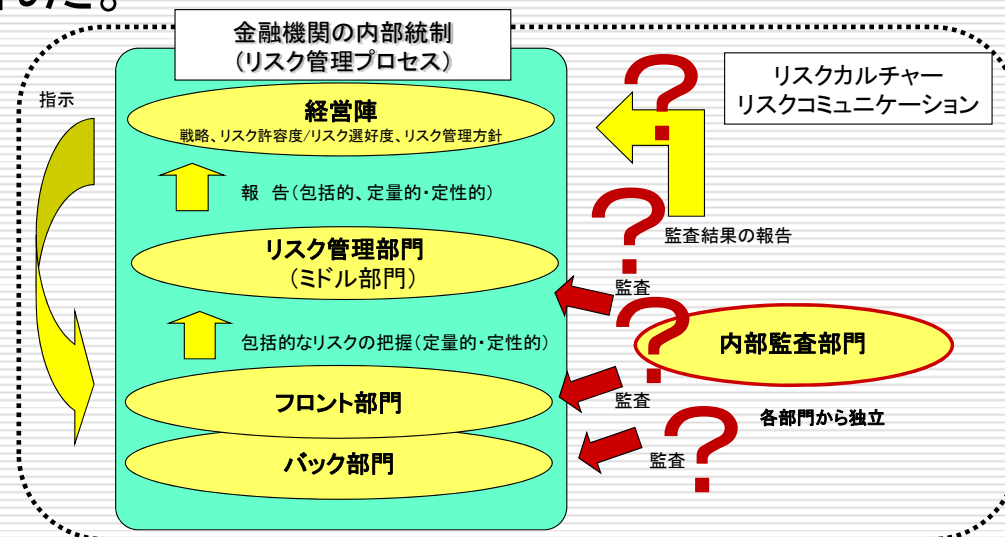 金融機関の内部統制
(リスク管理プロセス)
リスクカルチャー
リスクコミュニケーション
指示
経営陣
戦略、リスク許容度/リスク選好度、リスク管理方針
?
報 告(包括的、定量的・定性的)
?
監査結果の報告
リスク管理部門
(ミドル部門)
監査
?
内部監査部門
包括的なリスクの把握(定量的・定性的)
フロント部門
監査
各部門から独立
?
バック部門
監査